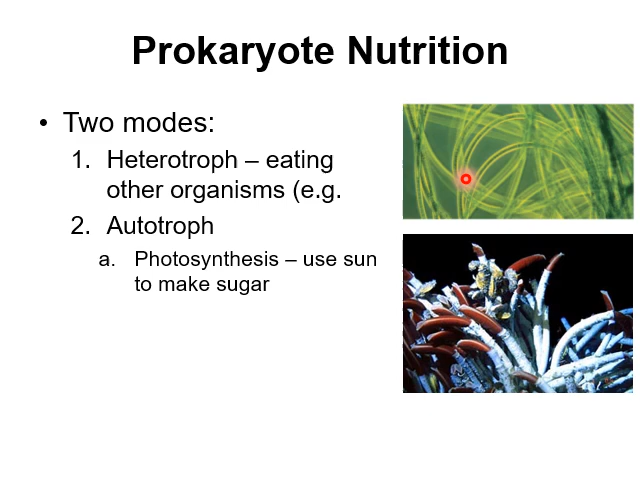 Prokaryote Nutrition
• Two modes:
1. Heterotroph – eating
other organisms (e.g.
2. Autotroph
a. Photosynthesis – use sun
to make sugar